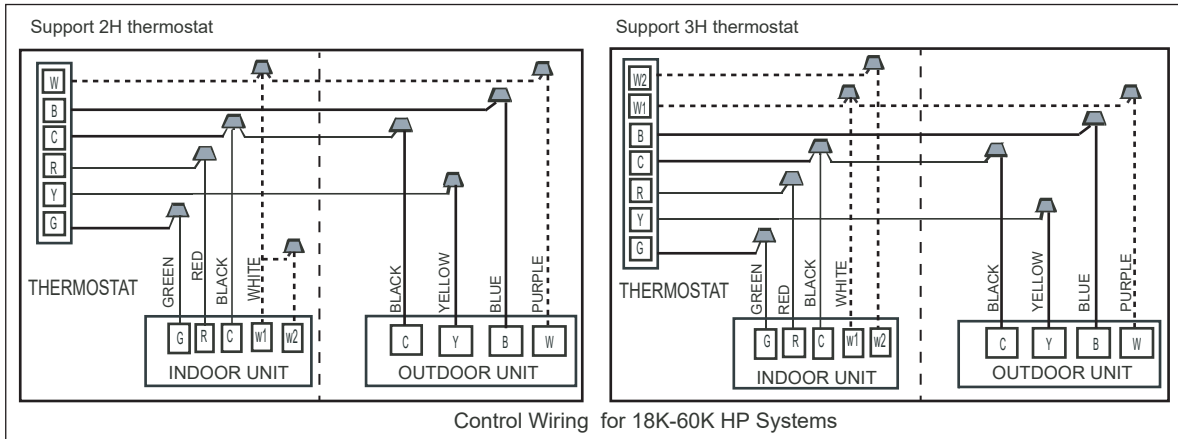 Support 2H thermostat
W
B
C
R
Y
G
THERMOSTAT
GREEN
RED
BLACK
WHITE
BLACK
YELLOW
BLUE
PURPLE
G R C w1 w2
INDOOR UNIT
C Y B W
OUTDOOR UNIT
Support 3H thermostat
W2
W1
B
C
R
Y
G
THERMOSTAT
GREEN
RED
BLACK
WHITE
BLACK
YELLOW
BLUE
PURPLE
G R C w1 w2
INDOOR UNIT
C Y B W
OUTDOOR UNIT
Control Wiring for 18K-60K HP Systems